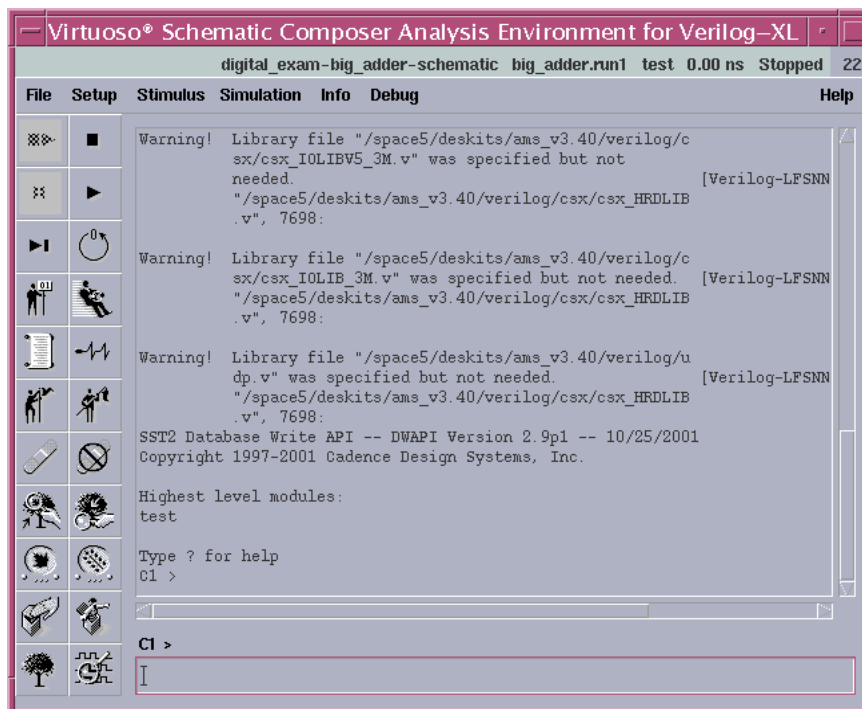 Virtuoso® Schematic Composer Analysis Environment for Verilog–XL
digital_exam-big_adder-schematic big_adder.run1 test 0.00 ns Stopped 22
File Setup Stimulus Simulation Info Debug Help
Warning! Library file "/space5/deskits/ams_v3.40/verilog/c
sx/csx_IOLIBV5_3M.v" was specified but not
needed. [Verilog-LFSNN
"/space5/deskits/ams_v3.40/verilog/csx/csx_HRDLIB
.v", 7698:
Warning! Library file "/space5/deskits/ams_v3.40/verilog/c
sx/csx_IOLIB_3M.v" was specified but not needed. [Verilog-LFSNN
"/space5/deskits/ams_v3.40/verilog/csx/csx_HRDLIB
.v", 7698:
Warning! Library file "/space5/deskits/ams_v3.40/verilog/u
dp.v" was specified but not needed. [Verilog-LFSNN
"/space5/deskits/ams_v3.40/verilog/csx/csx_HRDLIB
.v", 7698:
SST2 Database Write API -- DWAPI Version 2.9p1 -- 10/25/2001
Copyright 1997-2001 Cadence Design Systems, Inc.
Highest level modules:
test
Type ? for help
C1 >
C1 >
0
01